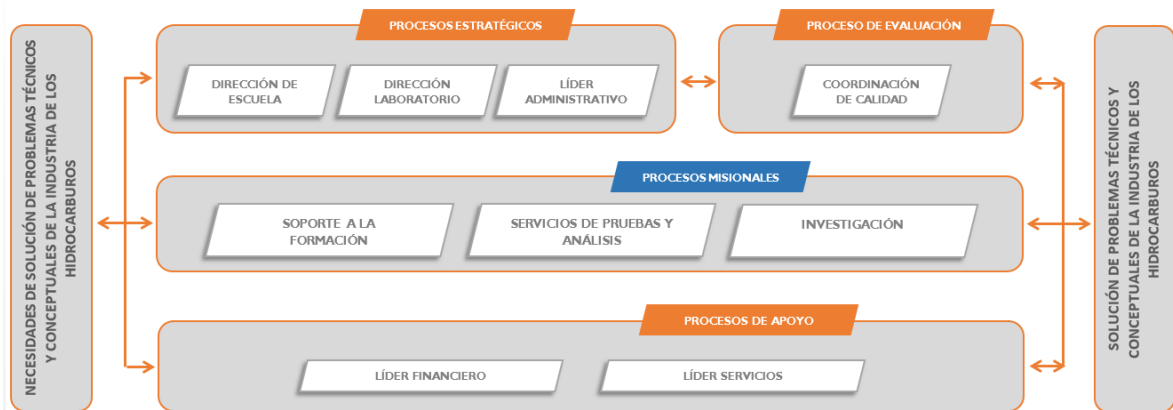 NECESIDADES DE SOLUCIÓN DE PROBLEMAS TÉCNICOS
Y CONCEPTUALES DE LA INDUSTRIA DE LOS
HIDROCARBUROS
PROCESOS ESTRATÉGICOS
DIRECCIÓN DE
ESCUELA
DIRECCIÓN
LABORATORIO
LÍDER
ADMINISTRATIVO
PROCESO DE EVALUACIÓN
COORDINACIÓN
DE CALIDAD
PROCESOS MISIONALES
SOPORTE A LA
FORMACIÓN
SERVICIOS DE PRUEBAS Y
ANÁLISIS
INVESTIGACIÓN
PROCESOS DE APOYO
LÍDER FINANCIERO
LÍDER SERVICIOS
SOLUCIÓN DE PROBLEMAS TÉCNICOS Y
CONCEPTUALES DE LA INDUSTRIA DE LOS
HIDROCARBUROS